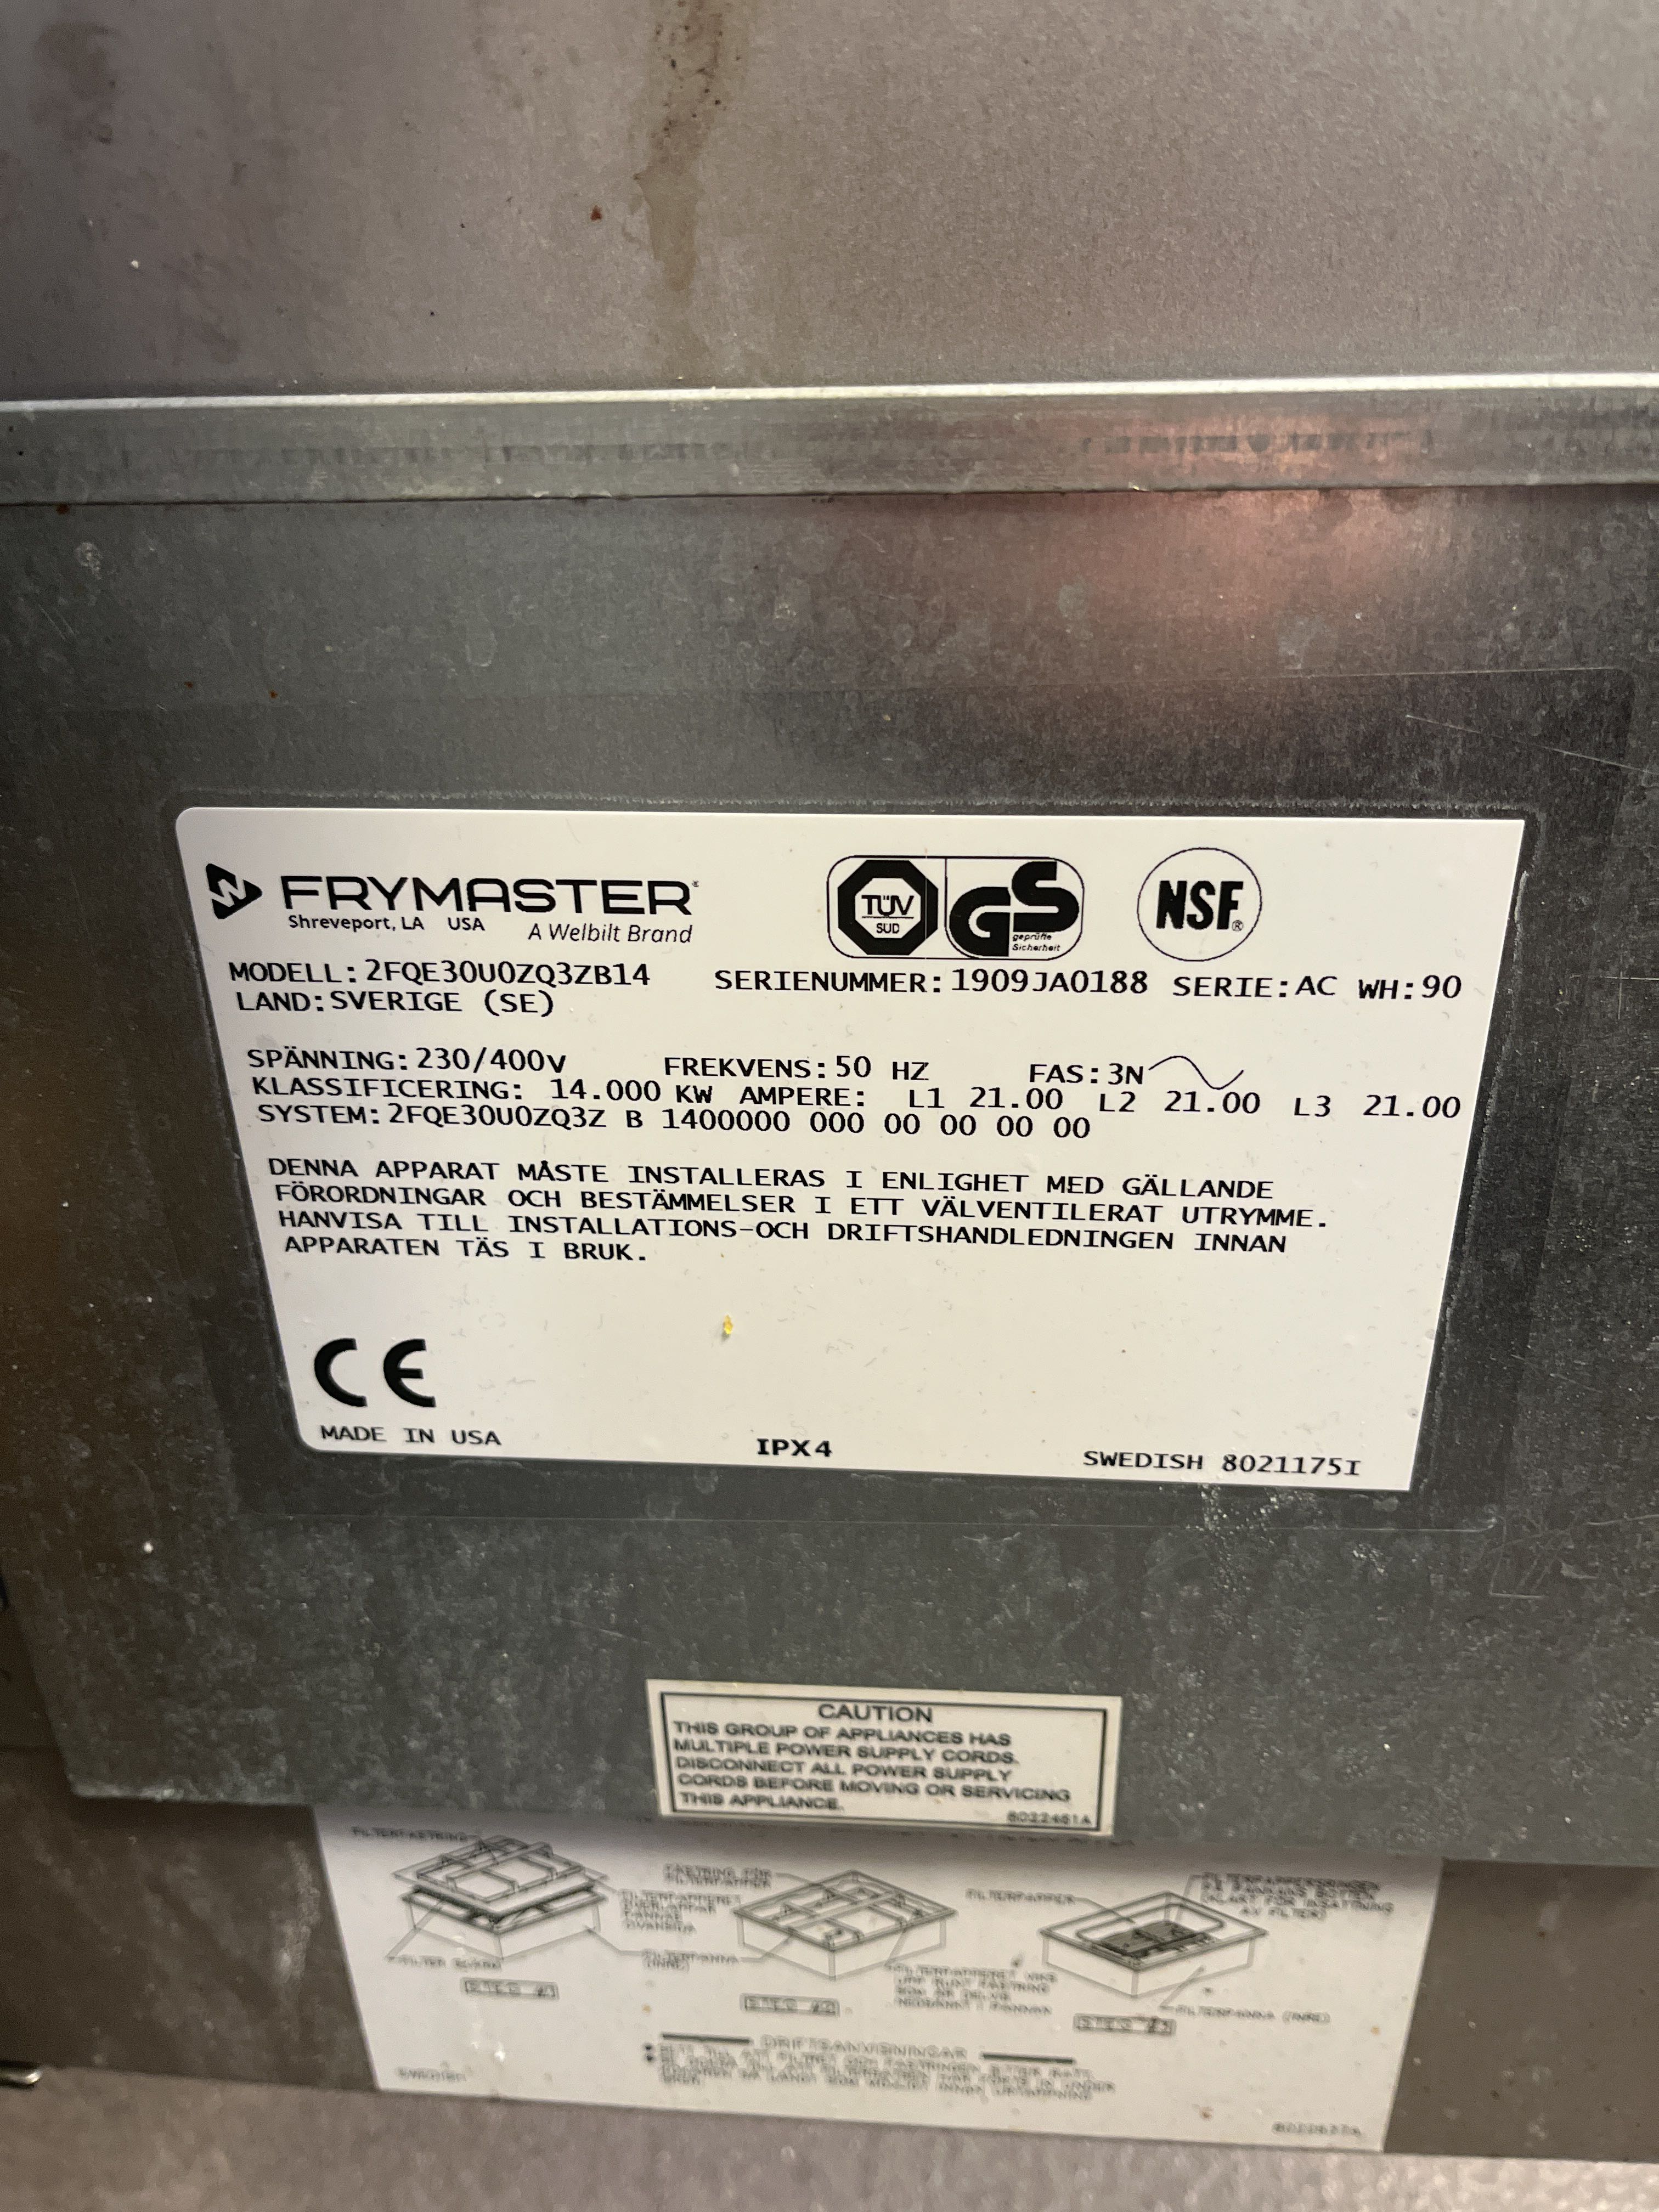 FRYMASTER
Shreveport, LA USA
A Welbilt Brand
TÜV
SÜD
GS
geprüfte
Sicherheit
NSF®
MODELL: 2FQE30U0ZQ3ZB14 SERIENUMMER: 1909JA0188 SERIE: AC WH: 90
LAND: SVERIGE (SE)
SPÄNNING: 230/400V FREKVENS: 50 HZ FAS: 3N
KLASSIFICERING: 14.000 KW AMPERE: L1 21.00 L2 21.00 L3 21.00
SYSTEM: 2FQE30U0ZQ3Z B 1400000 000 00 00 00 00
DENNA APPARAT MÅSTE INSTALLERAS I ENLIGHET MED GÄLLANDE
FÖRORDNINGAR OCH BESTÄMMELSER I ETT VÄLVENTILERAT UTRYMME.
HANVISA TILL INSTALLATIONS-OCH DRIFTSHANDLEDNINGEN INNAN
APPARATEN TÄS I BRUK.
CE
MADE IN USA
IPX4
SWEDISH 8021175I
CAUTION
THIS GROUP OF APPLIANCES HAS
MULTIPLE POWER SUPPLY CORDS.
DISCONNECT ALL POWER SUPPLY
CORDS BEFORE MOVING OR SERVICING
THIS APPLIANCE.
8022461A
FILTERPAPPER
DRIFTSANVISNINGAR
SWEDISH